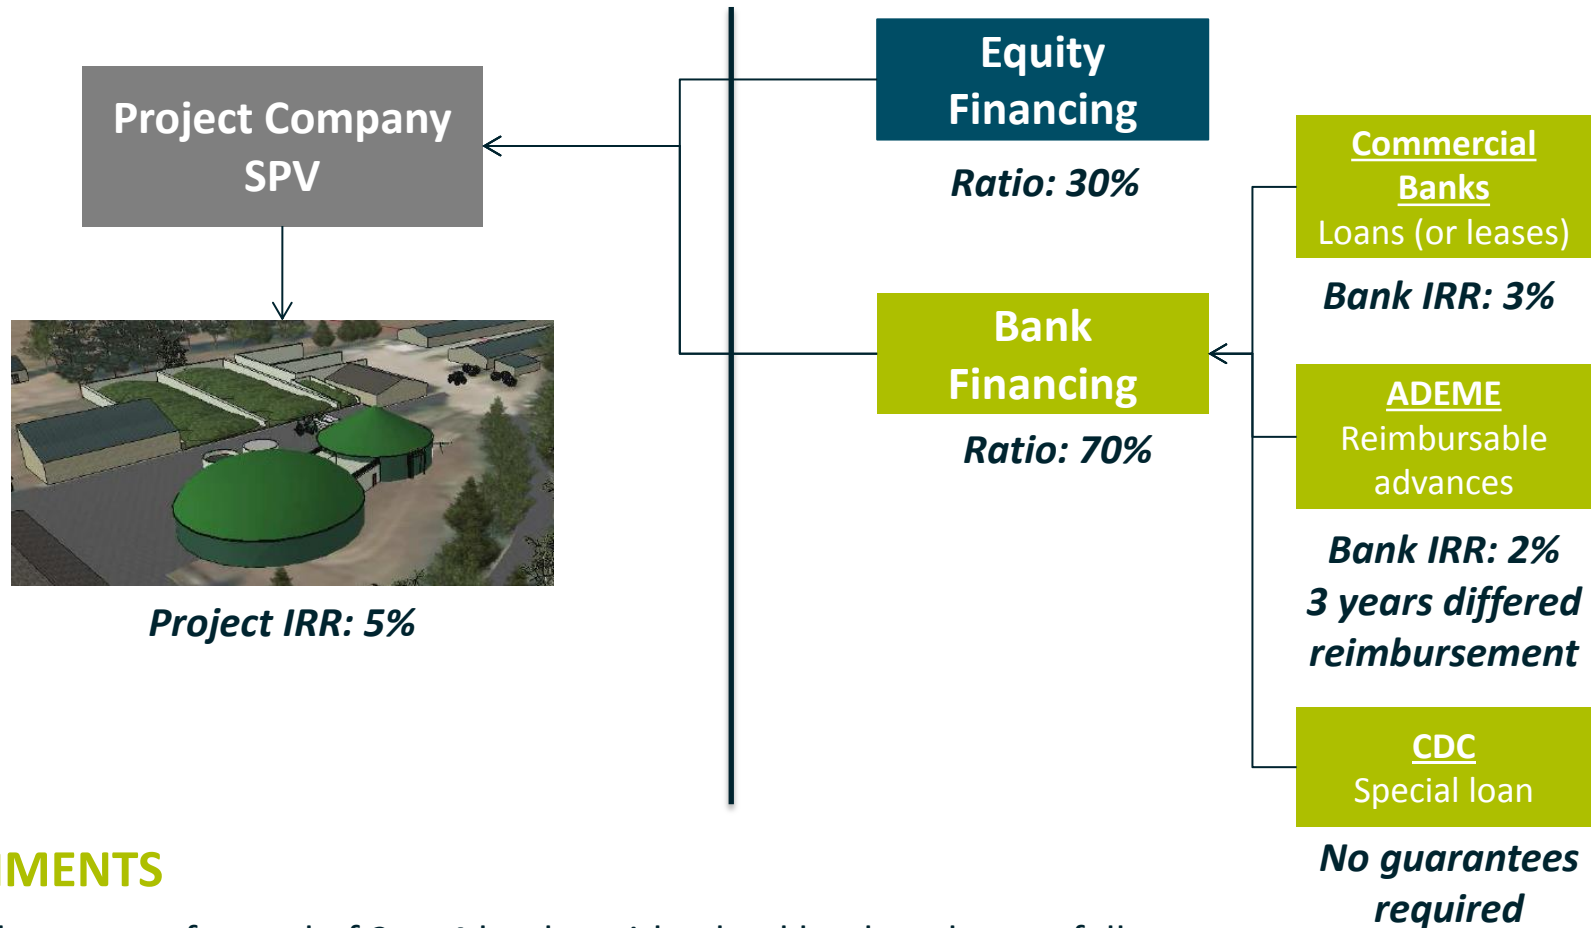 Project Company
SPV
Project IRR: 5%
Equity
Financing
Ratio: 30%
Bank
Financing
Ratio: 70%
Commercial
Banks
Loans (or leases)
Bank IRR: 3%
ADEME
Reimbursable
advances
Bank IRR: 2%
3 years differed
reimbursement
CDC
Special loan
No guarantees
required
MENTS